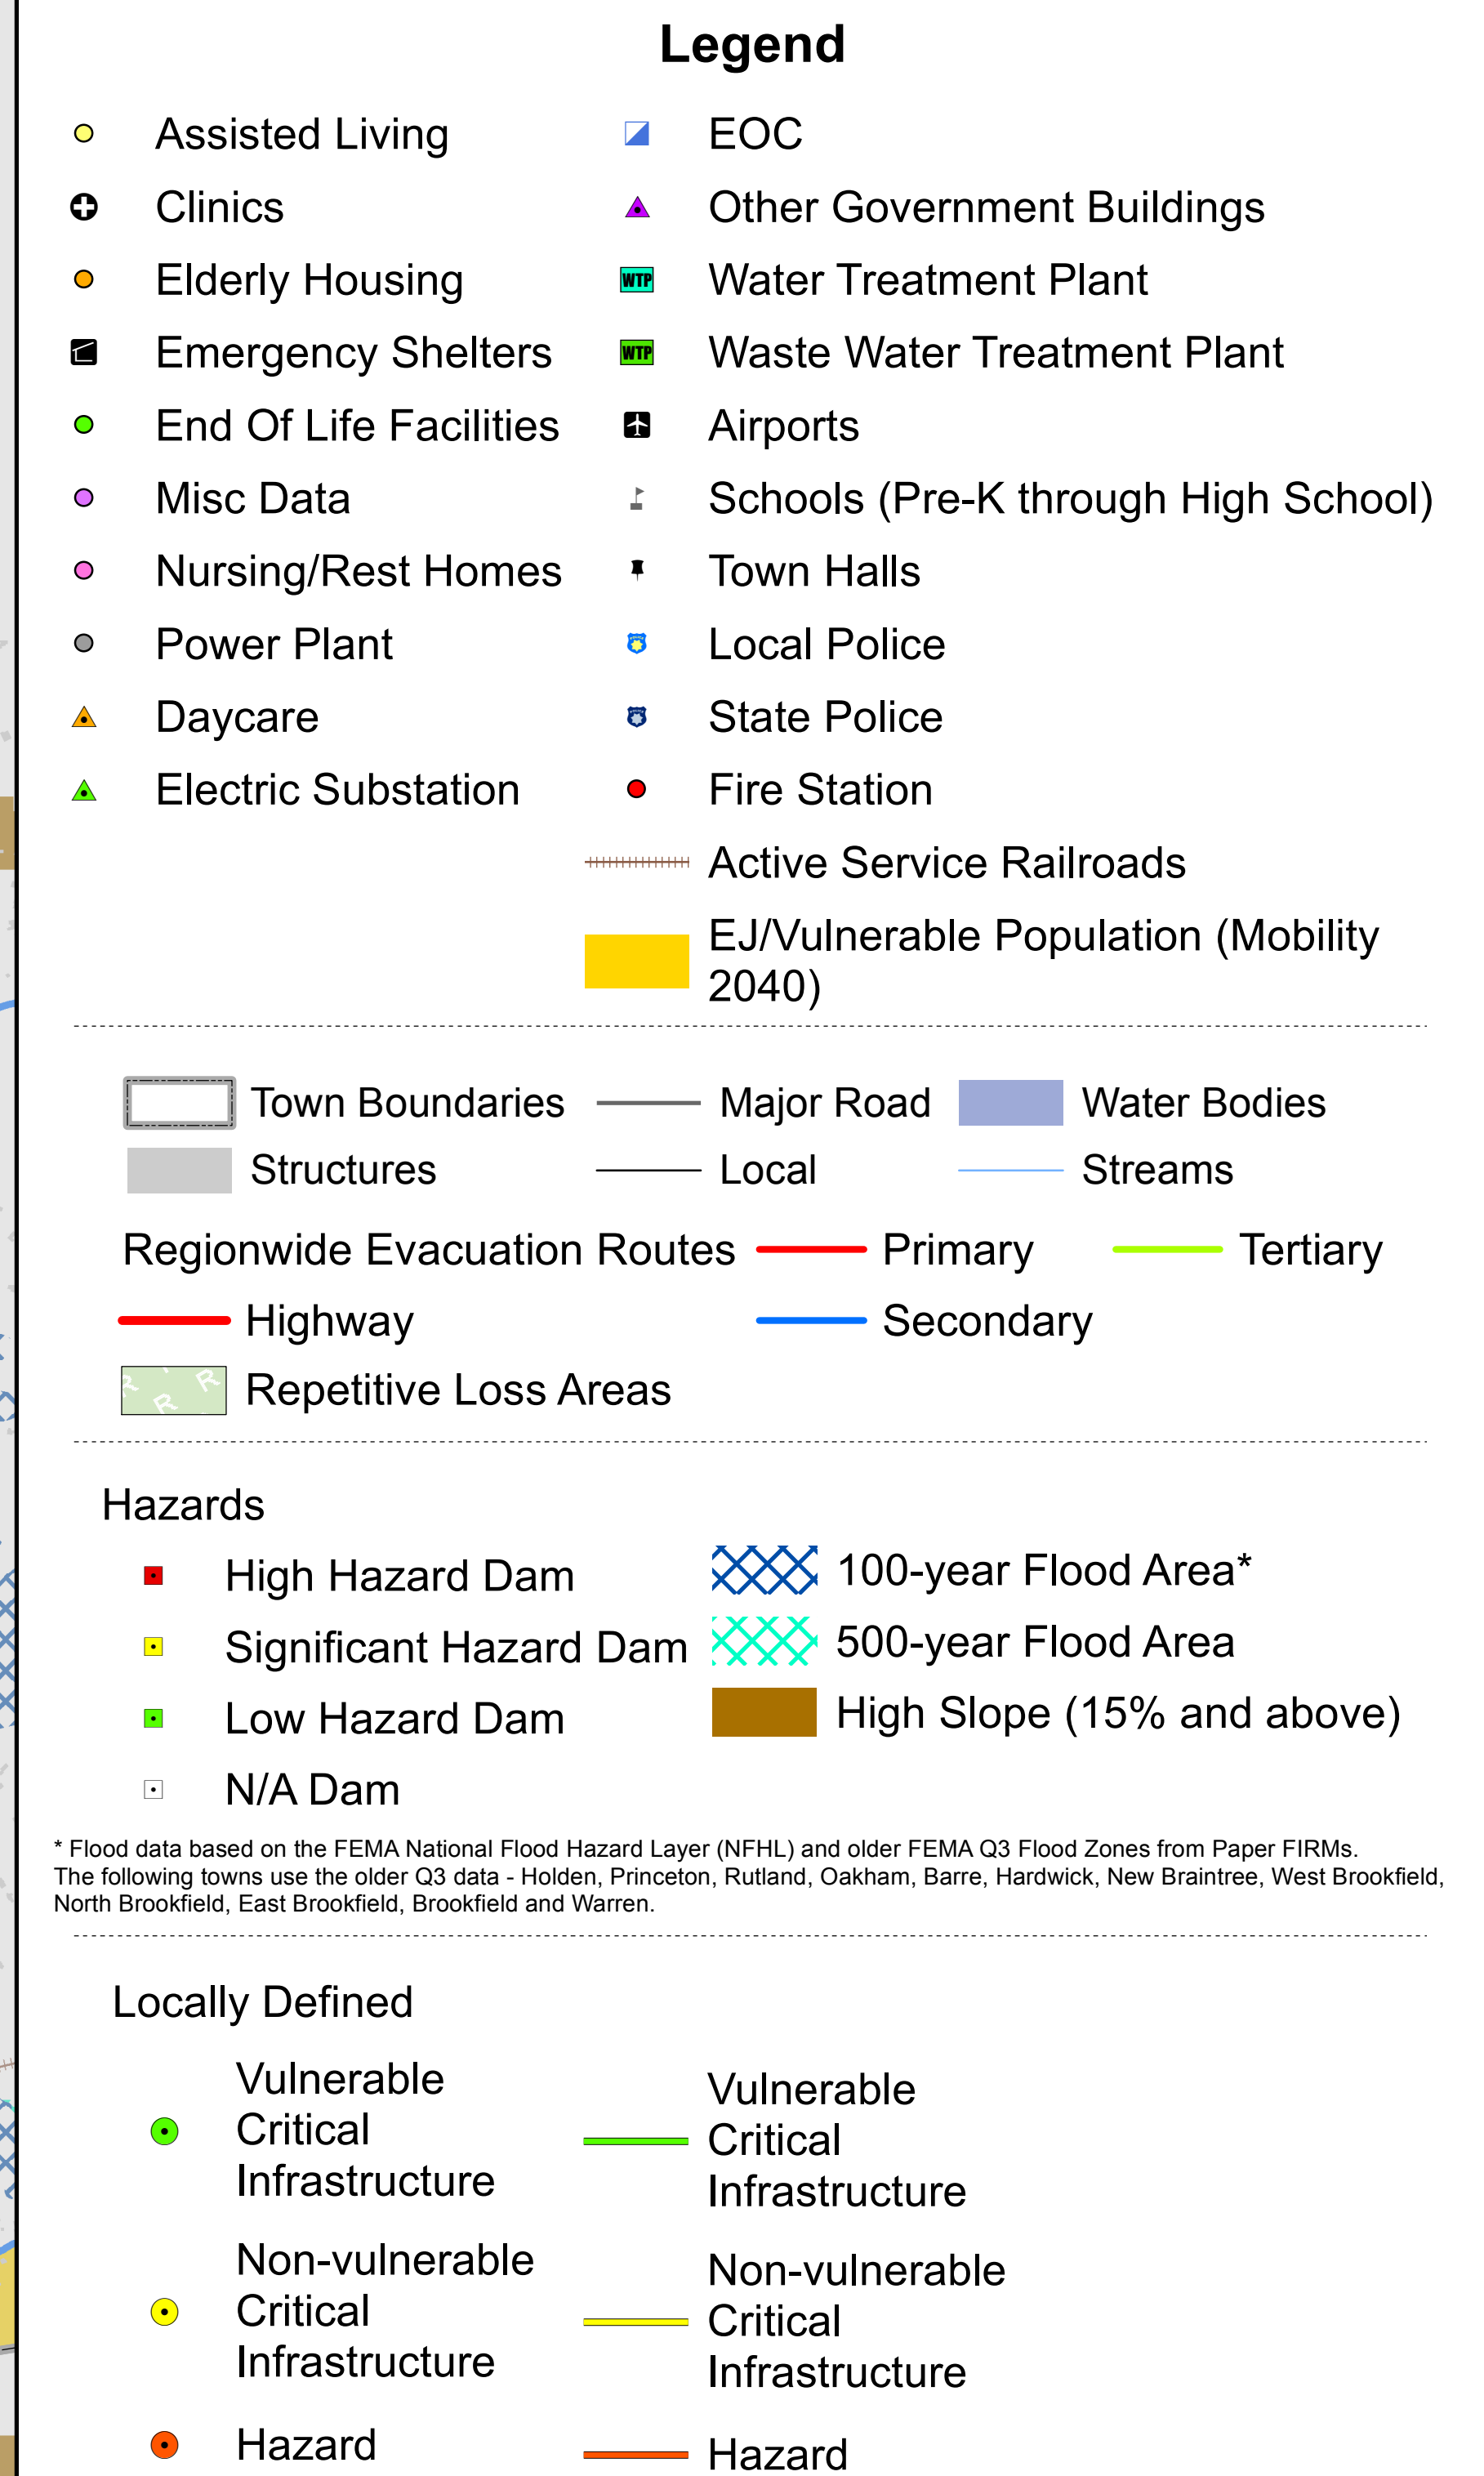 Legend
Assisted Living
EOC
Clinics
Other Government Buildings
Elderly Housing
WTP
Water Treatment Plant
Emergency Shelters
WTP
Waste Water Treatment Plant
End Of Life Facilities
Airports
Misc Data
Schools (Pre-K through High School)
Nursing/Rest Homes
Town Halls
Power Plant
Local Police
Daycare
State Police
Electric Substation
Fire Station
Active Service Railroads
EJ/Vulnerable Population (Mobility
2040)
Town Boundaries
Major Road
Water Bodies
Structures
Local
Streams
Regionwide Evacuation Routes
Primary
Tertiary
Highway
Secondary
R R R
Repetitive Loss Areas
Hazards
High Hazard Dam
100-year Flood Area*
Significant Hazard Dam
500-year Flood Area
Low Hazard Dam
High Slope (15% and above)
N/A Dam
* Flood data based on the FEMA National Flood Hazard Layer (NFHL) and older FEMA Q3 Flood Zones from Paper FIRMs.
The following towns use the older Q3 data - Holden, Princeton, Rutland, Oakham, Barre, Hardwick, New Braintree, West Brookfield,
North Brookfield, East Brookfield, Brookfield and Warren.
Locally Defined
Vulnerable
Critical
Infrastructure
Vulnerable
Critical
Infrastructure
Non-vulnerable
Critical
Infrastructure
Non-vulnerable
Critical
Infrastructure
Hazard
Hazard